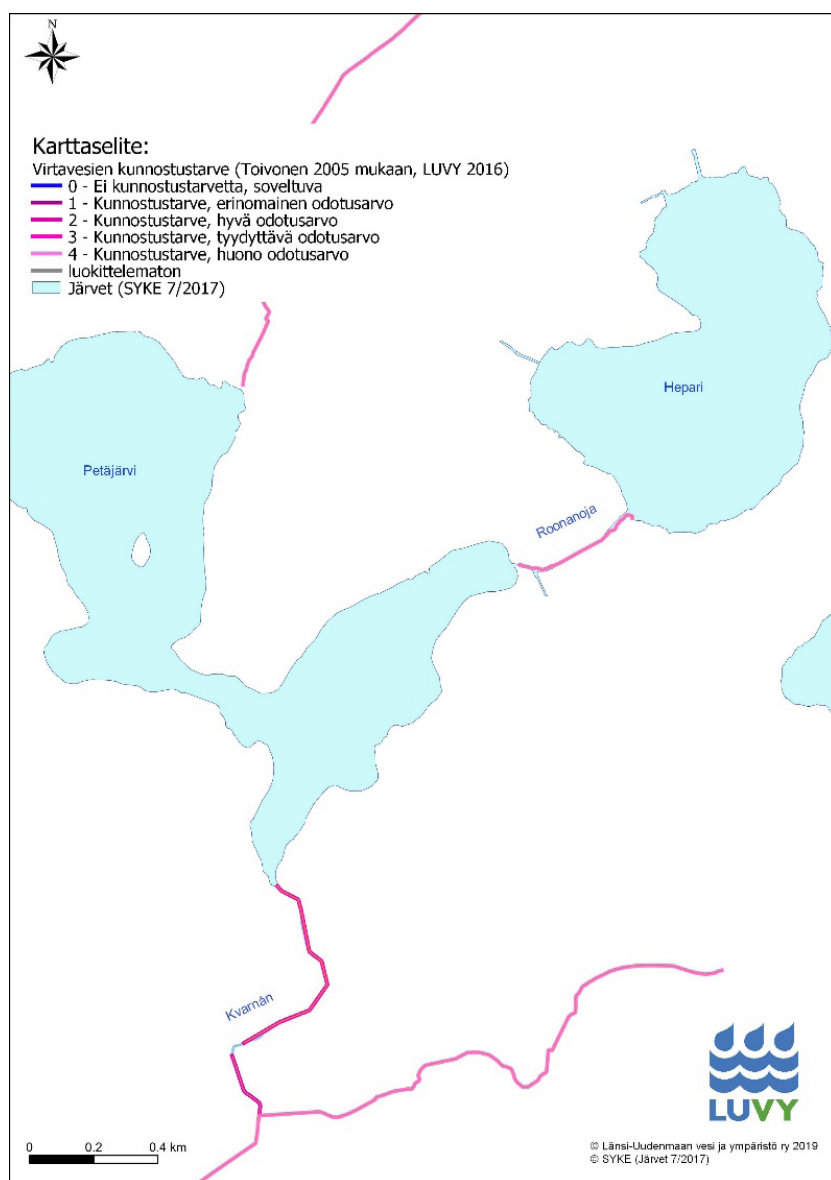 N
Karttaselite:
Virtavesien kunnostustarve (Toivonen 2005 mukaan, LUVY 2016)
0 - Ei kunnostustarvetta, soveltuva
1 - Kunnostustarve, erinomainen odotusarvo
2 - Kunnostustarve, hyvä odotusarvo
3 - Kunnostustarve, tyydyttävä odotusarvo
4 - Kunnostustarve, huono odotusarvo
luokittelematon
Järvet (SYKE 7/2017)
Hepari
Petäjärvi
Roonanoja
Kvarnån
LUVY
0 0.2 0.4 km
© Länsi-Uudenmaan vesi ja ympäristö ry 2019
© SYKE (Järvet 7/2017)